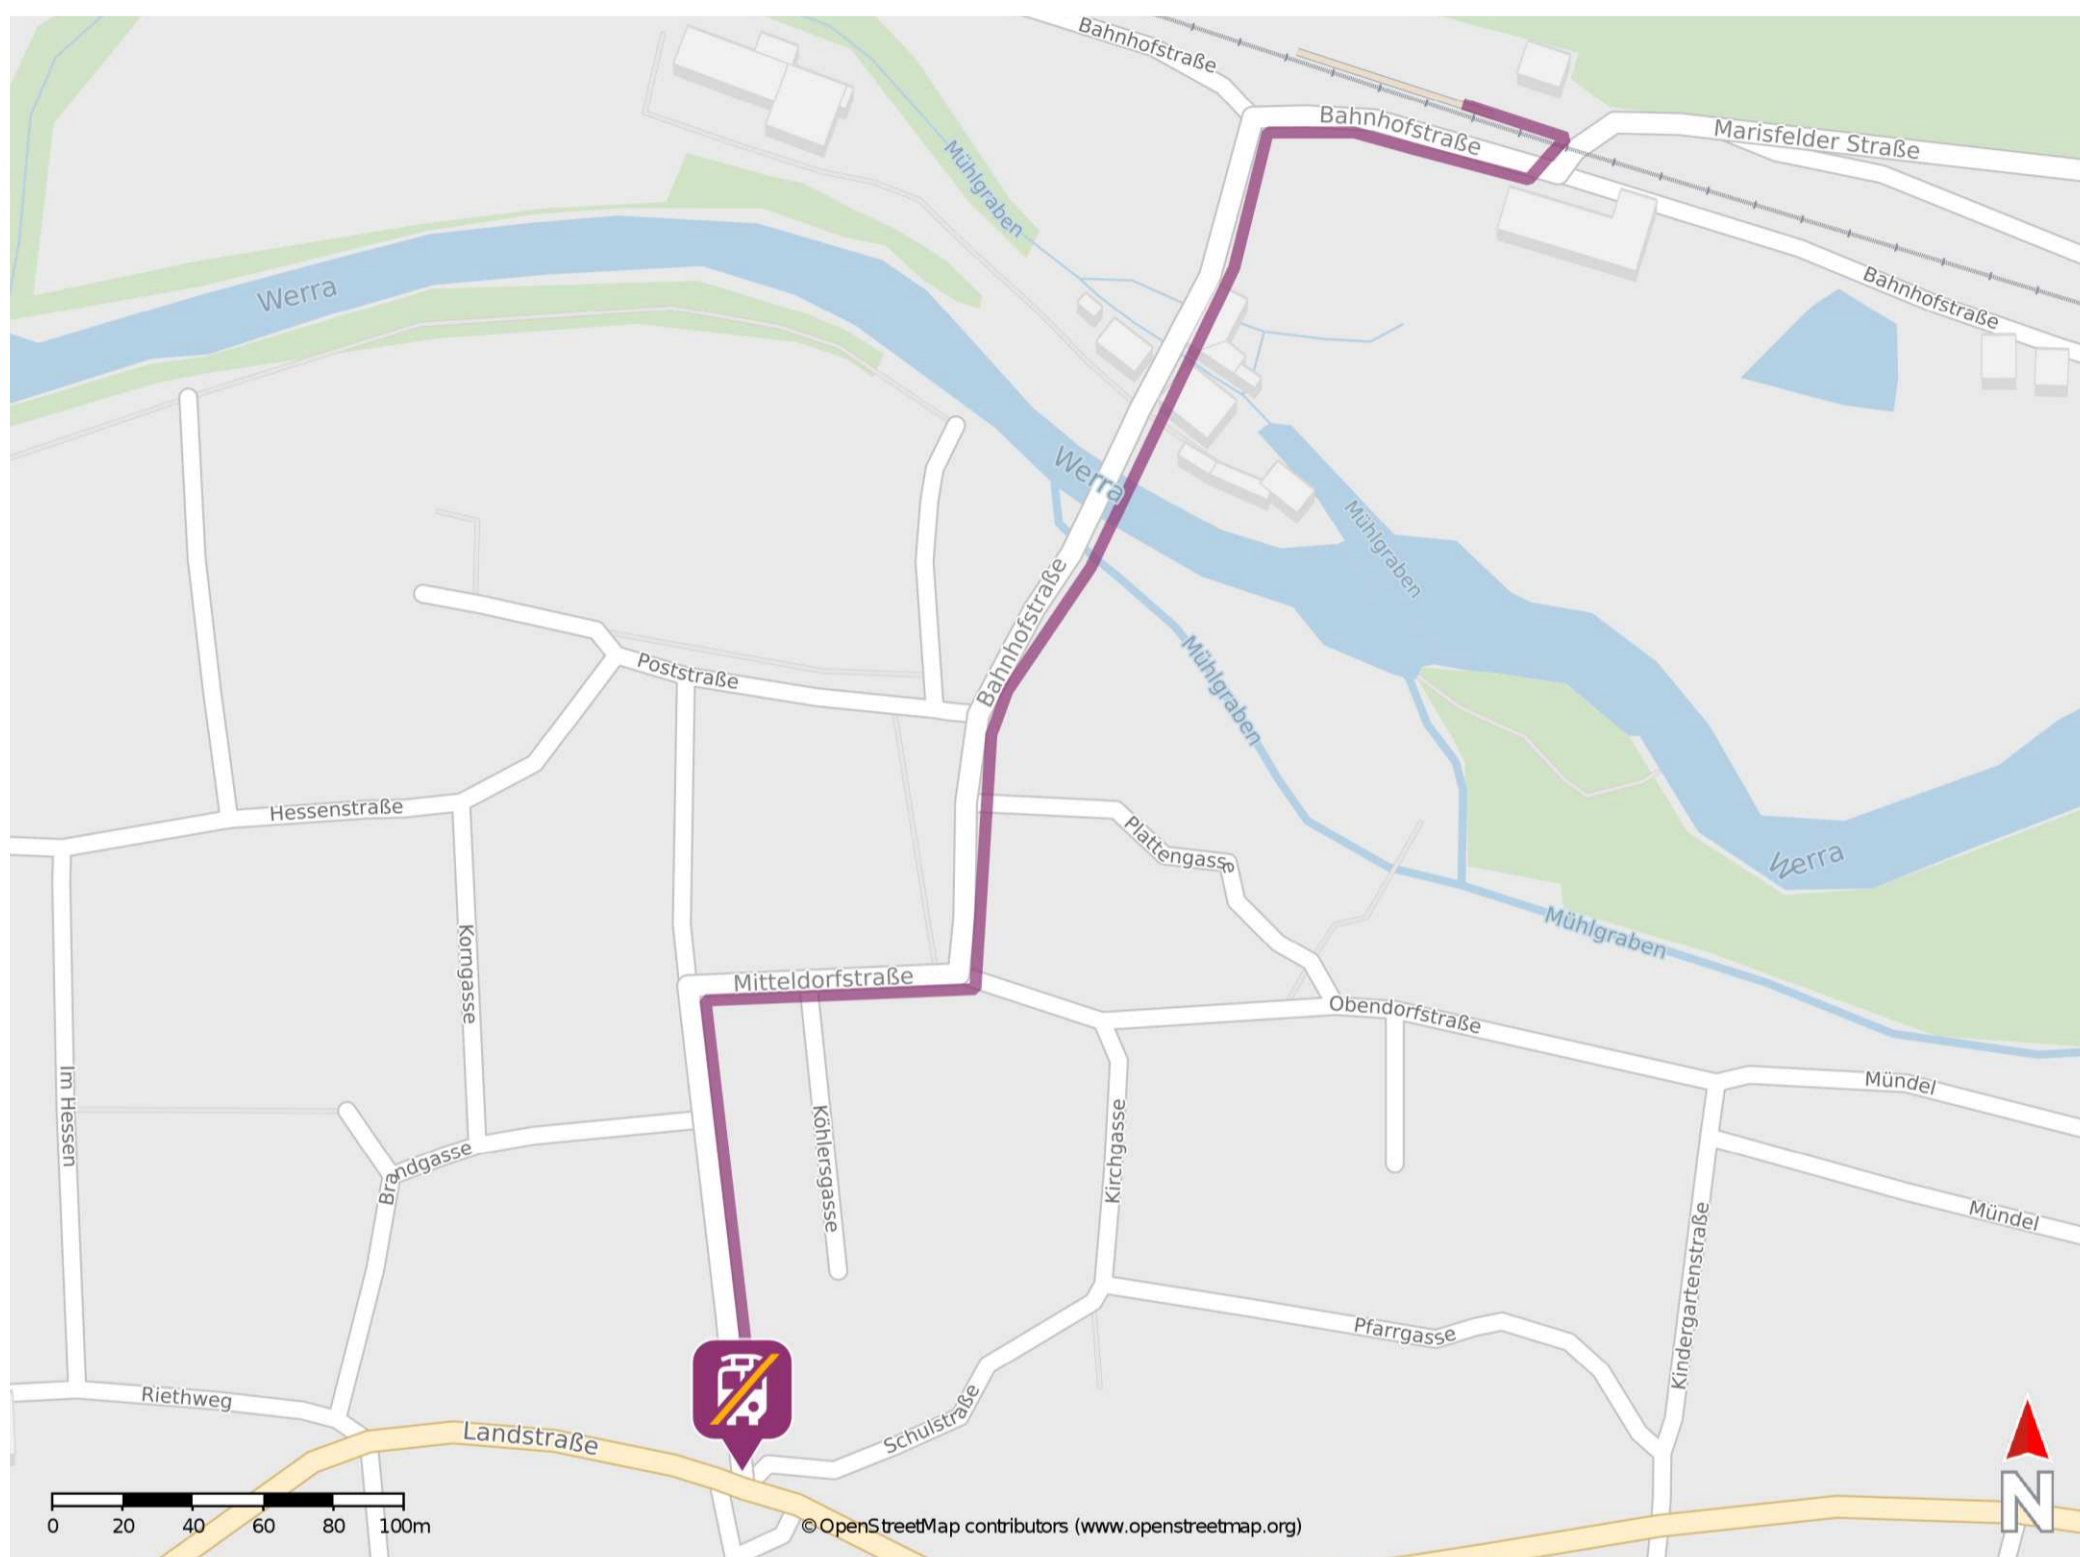 Bahnhofstraße
Bahnhofstraße
Marisfelder Straße
Mühlgraben
Werra
Bahnhofstraße
Werra
Mühlgraben
Bahnhofstraße
Mühlgraben
Poststraße
Hessenstraße
Plattengasse
Werra
Korngasse
Mühlgraben
Mitteldorfstraße
Obendorfstraße
Im Hessen
Mündel
Brandgasse
Köhlersgasse
Kirchgasse
Mündel
Kindergartenstraße
Pfarrgasse
Riethweg
Landstraße
Schulstraße
N
0 20 40 60 80 100m
© OpenStreetMap contributors (www.openstreetmap.org)